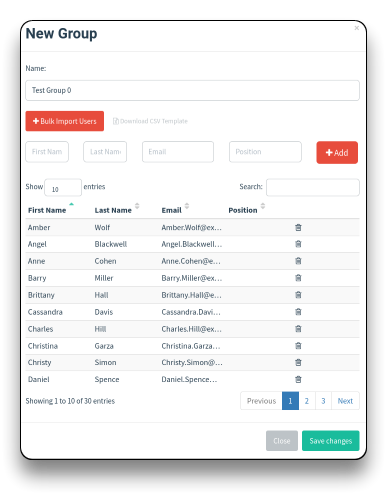 New Group ×
Name:
Test Group 0
Bulk Import Users Download CSV Template
First Nam Last Nam Email Position Add
Show 10 entries Search:
First Name Last Name Email Position
Amber Wolf Amber.Wolf@ex...
Angel Blackwell Angel.Blackwell...
Anne Cohen Anne.Cohen@e...
Barry Miller Barry.Miller@ex...
Brittany Hall Brittany.Hall@e...
Cassandra Davis Cassandra.Davi...
Charles Hill Charles.Hill@ex...
Christina Garza Christina.Garza...
Christy Simon Christy.Simon@...
Daniel Spence Daniel.Spence...
Showing 1 to 10 of 30 entries Previous 1 2 3 Next
Close Save changes